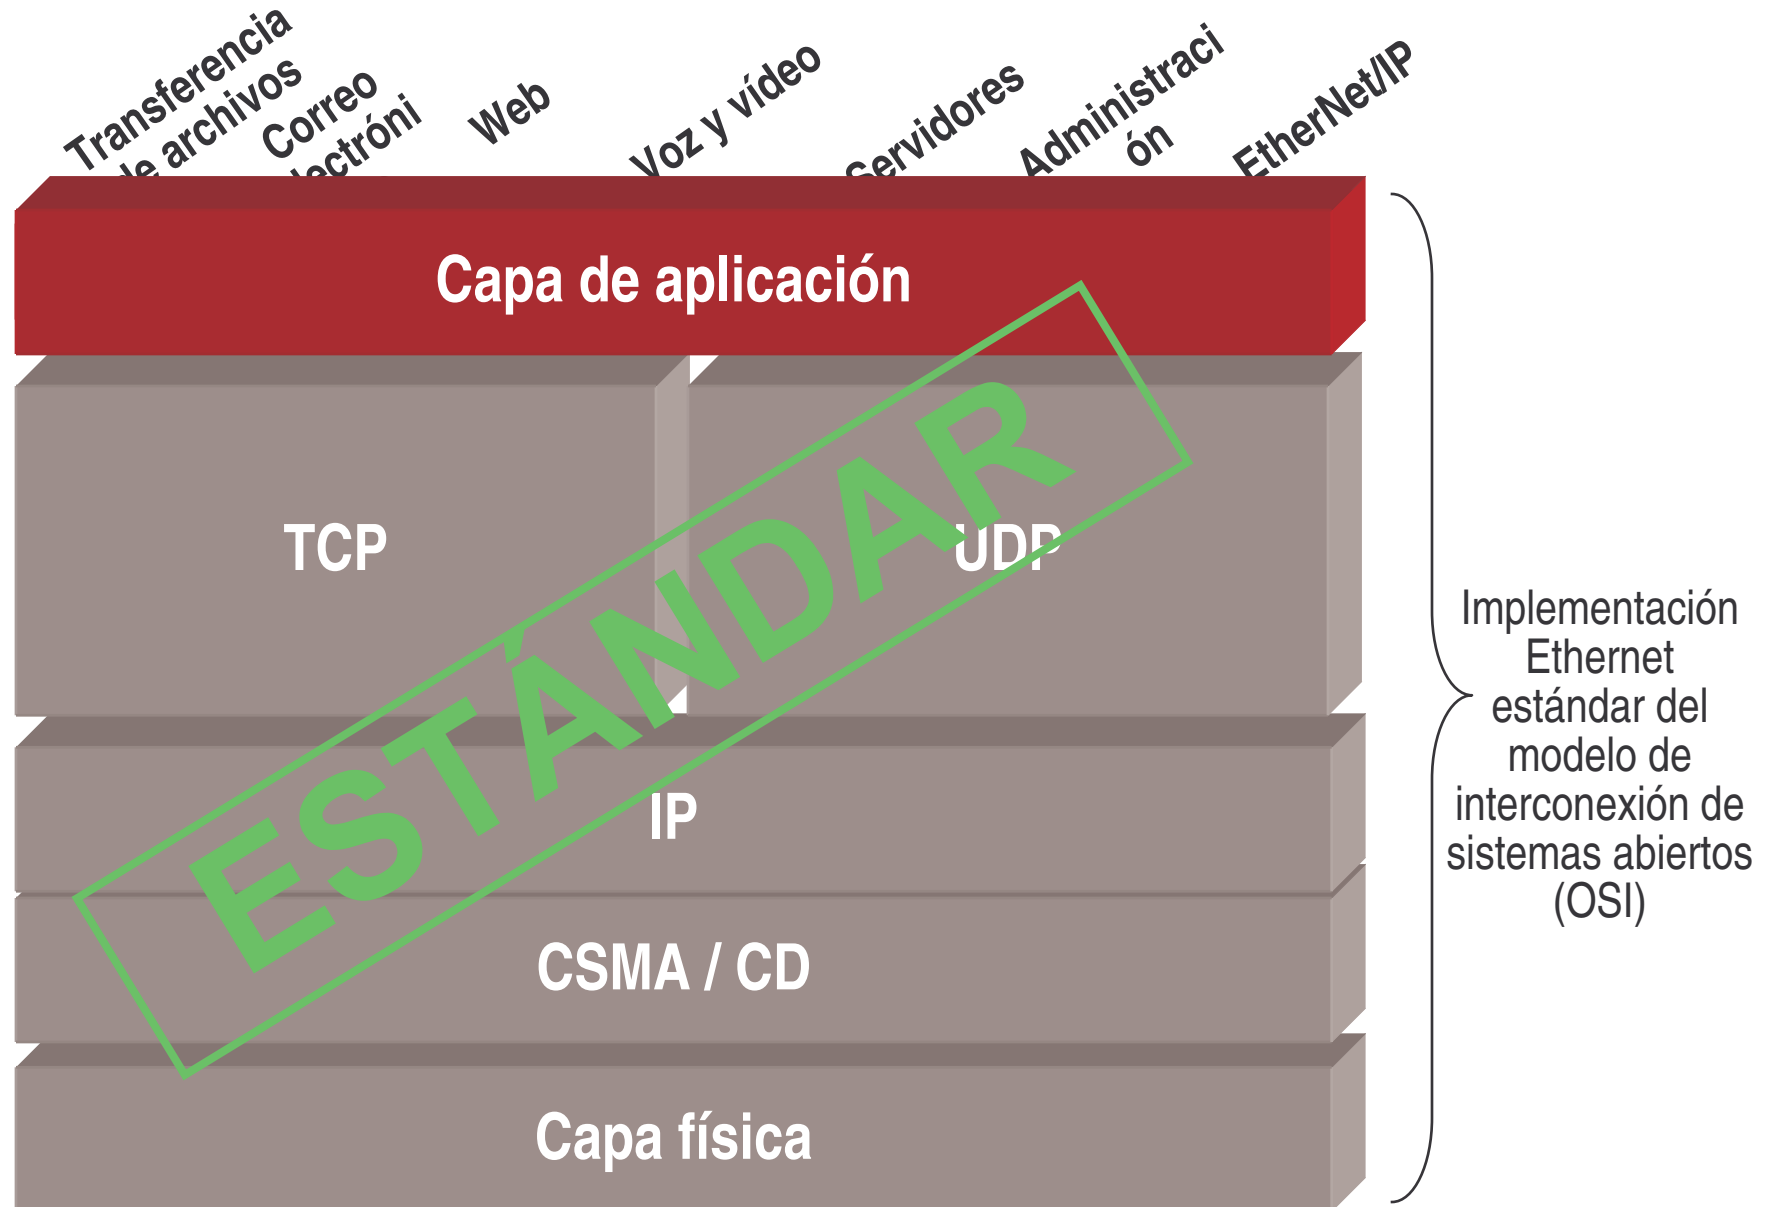 Transferencia
de archivos
Correo
lectróni
Web
Voz y vídeo
Servidores
Administraci
ón
EtherNet/IP
Capa de aplicación
TCP
UDP
ESTÁNDAR
IP
CSMA / CD
Capa física
Implementación
Ethernet
estándar del
modelo de
interconexión de
sistemas abiertos
(OSI)